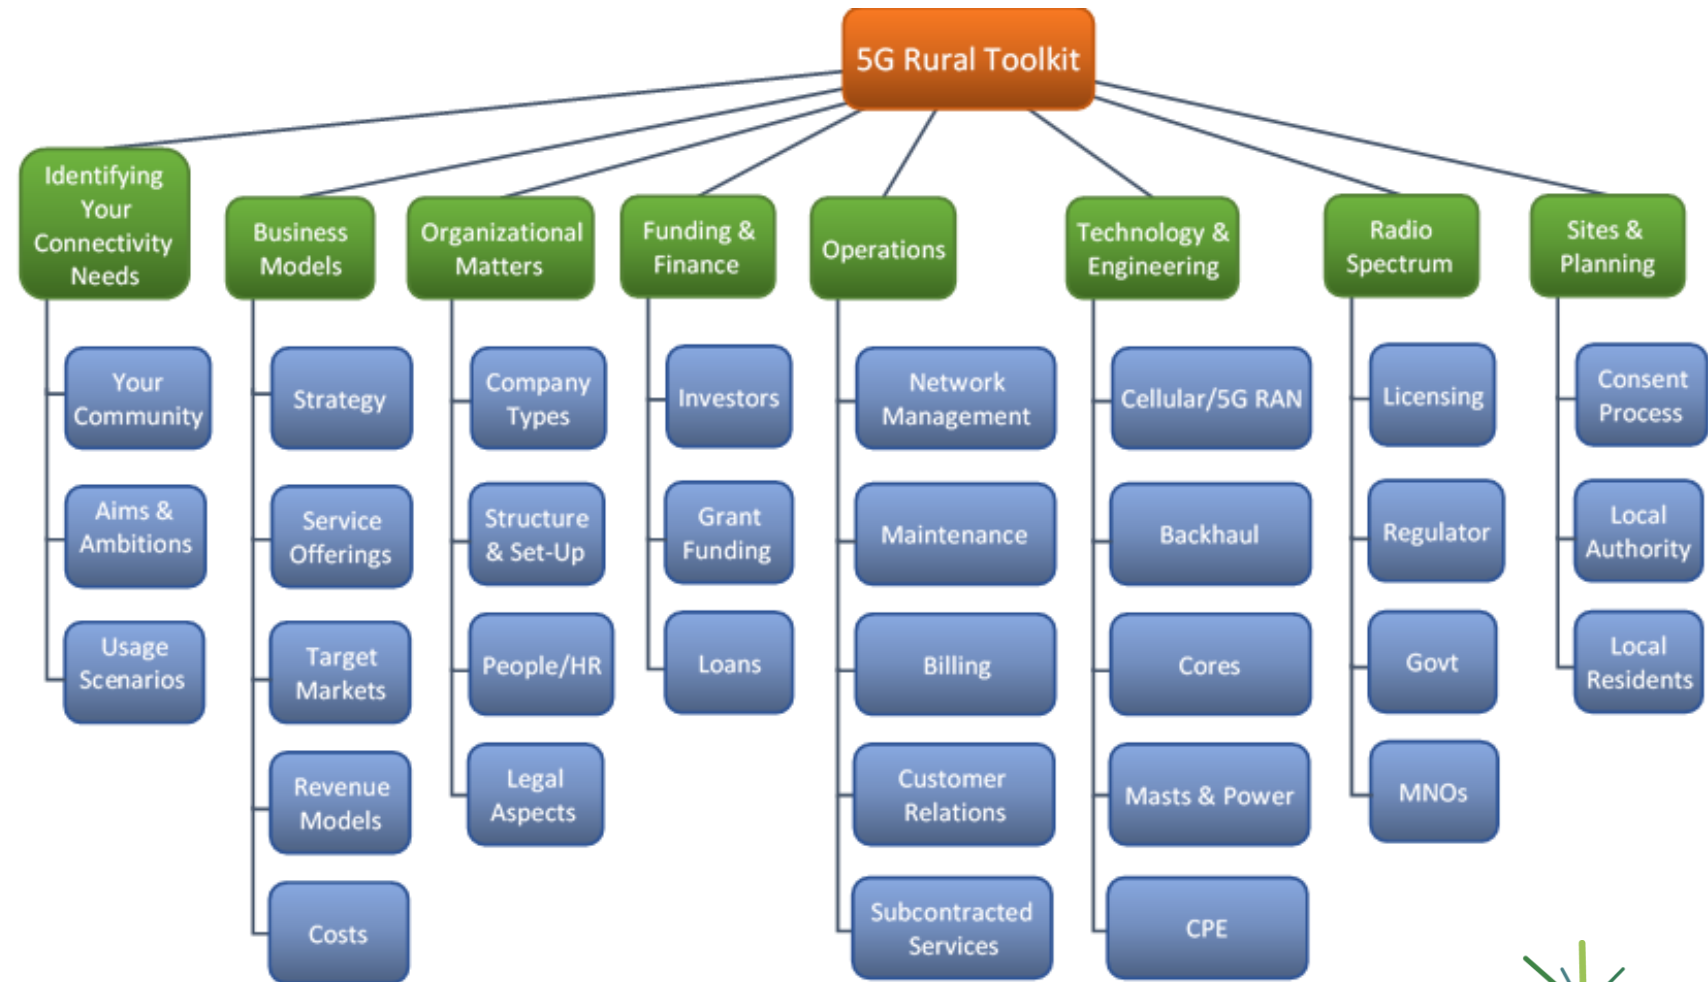 5G Rural Toolkit
Identifying
Your
Connectivity
Needs
Your
Community
Aims &
Ambitions
Usage
Scenarios
Business
Models
Strategy
Service
Offerings
Target
Markets
Revenue
Models
Costs
Organizational
Matters
Company
Types
Structure
& Set-Up
People/HR
Legal
Aspects
Funding &
Finance
Investors
Grant
Funding
Loans
Operations
Network
Management
Maintenance
Billing
Customer
Relations
Subcontracted
Services
Technology &
Engineering
Cellular/5G RAN
Backhaul
Cores
Masts & Power
CPE
Radio
Spectrum
Licensing
Regulator
Govt
MNOs
Sites &
Planning
Consent
Process
Local
Authority
Local
Residents